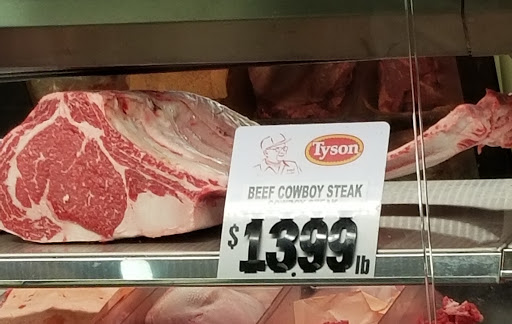 Tyson
BEEF COWBOY STEAK
$13.99 lb